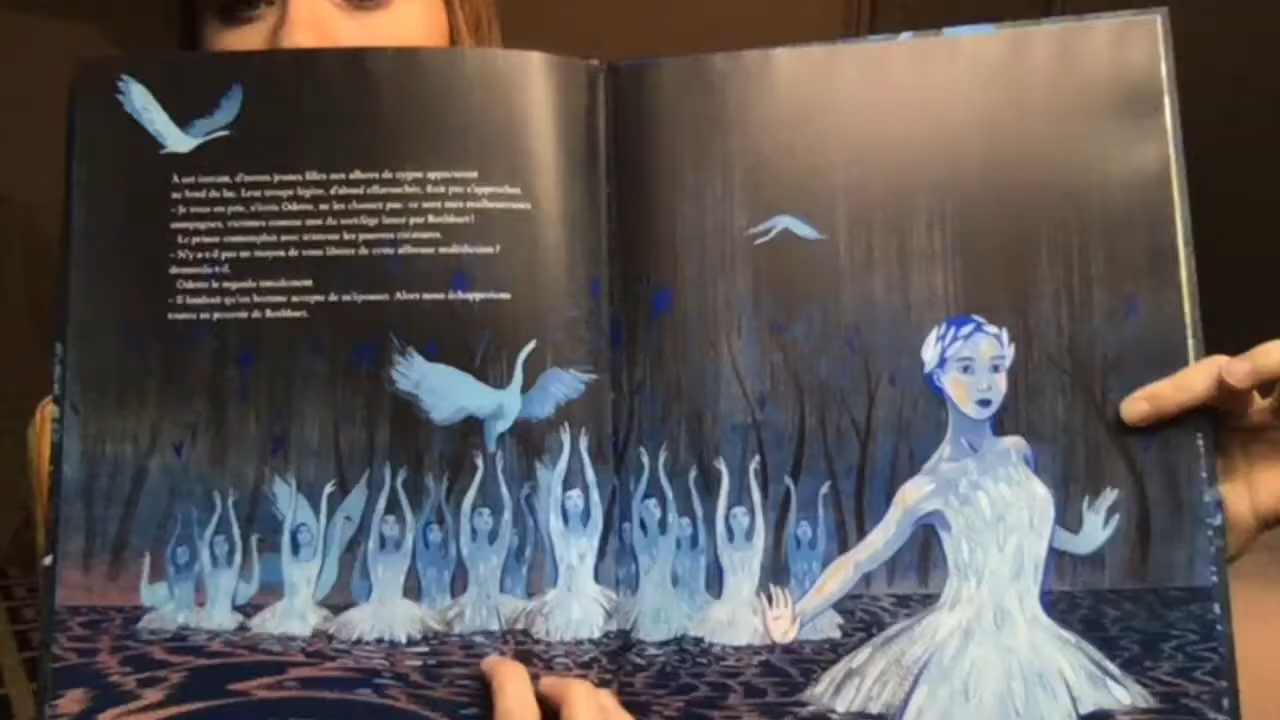 À cet instant, d'autres jeunes filles aux allures de cygne apparurent
au bord du lac. Leur troupe légère, d'abord effarouchée, finit par s'approcher.
– Je vous en prie, s'écria Odette, ne les chassez pas: ce sont mes malheureuses
compagnes, victimes comme moi du sortilège lancé par Rothbart!
Le prince contemplait avec tristesse les pauvres créatures.
– N'y a-t-il pas un moyen de vous libérer de cette affreuse malédiction?
demanda-t-il.
Odette le regarda tristement
– Il faudrait qu'un homme accepte de m'épouser. Alors nous échapperions
toutes au pouvoir de Rothbart.